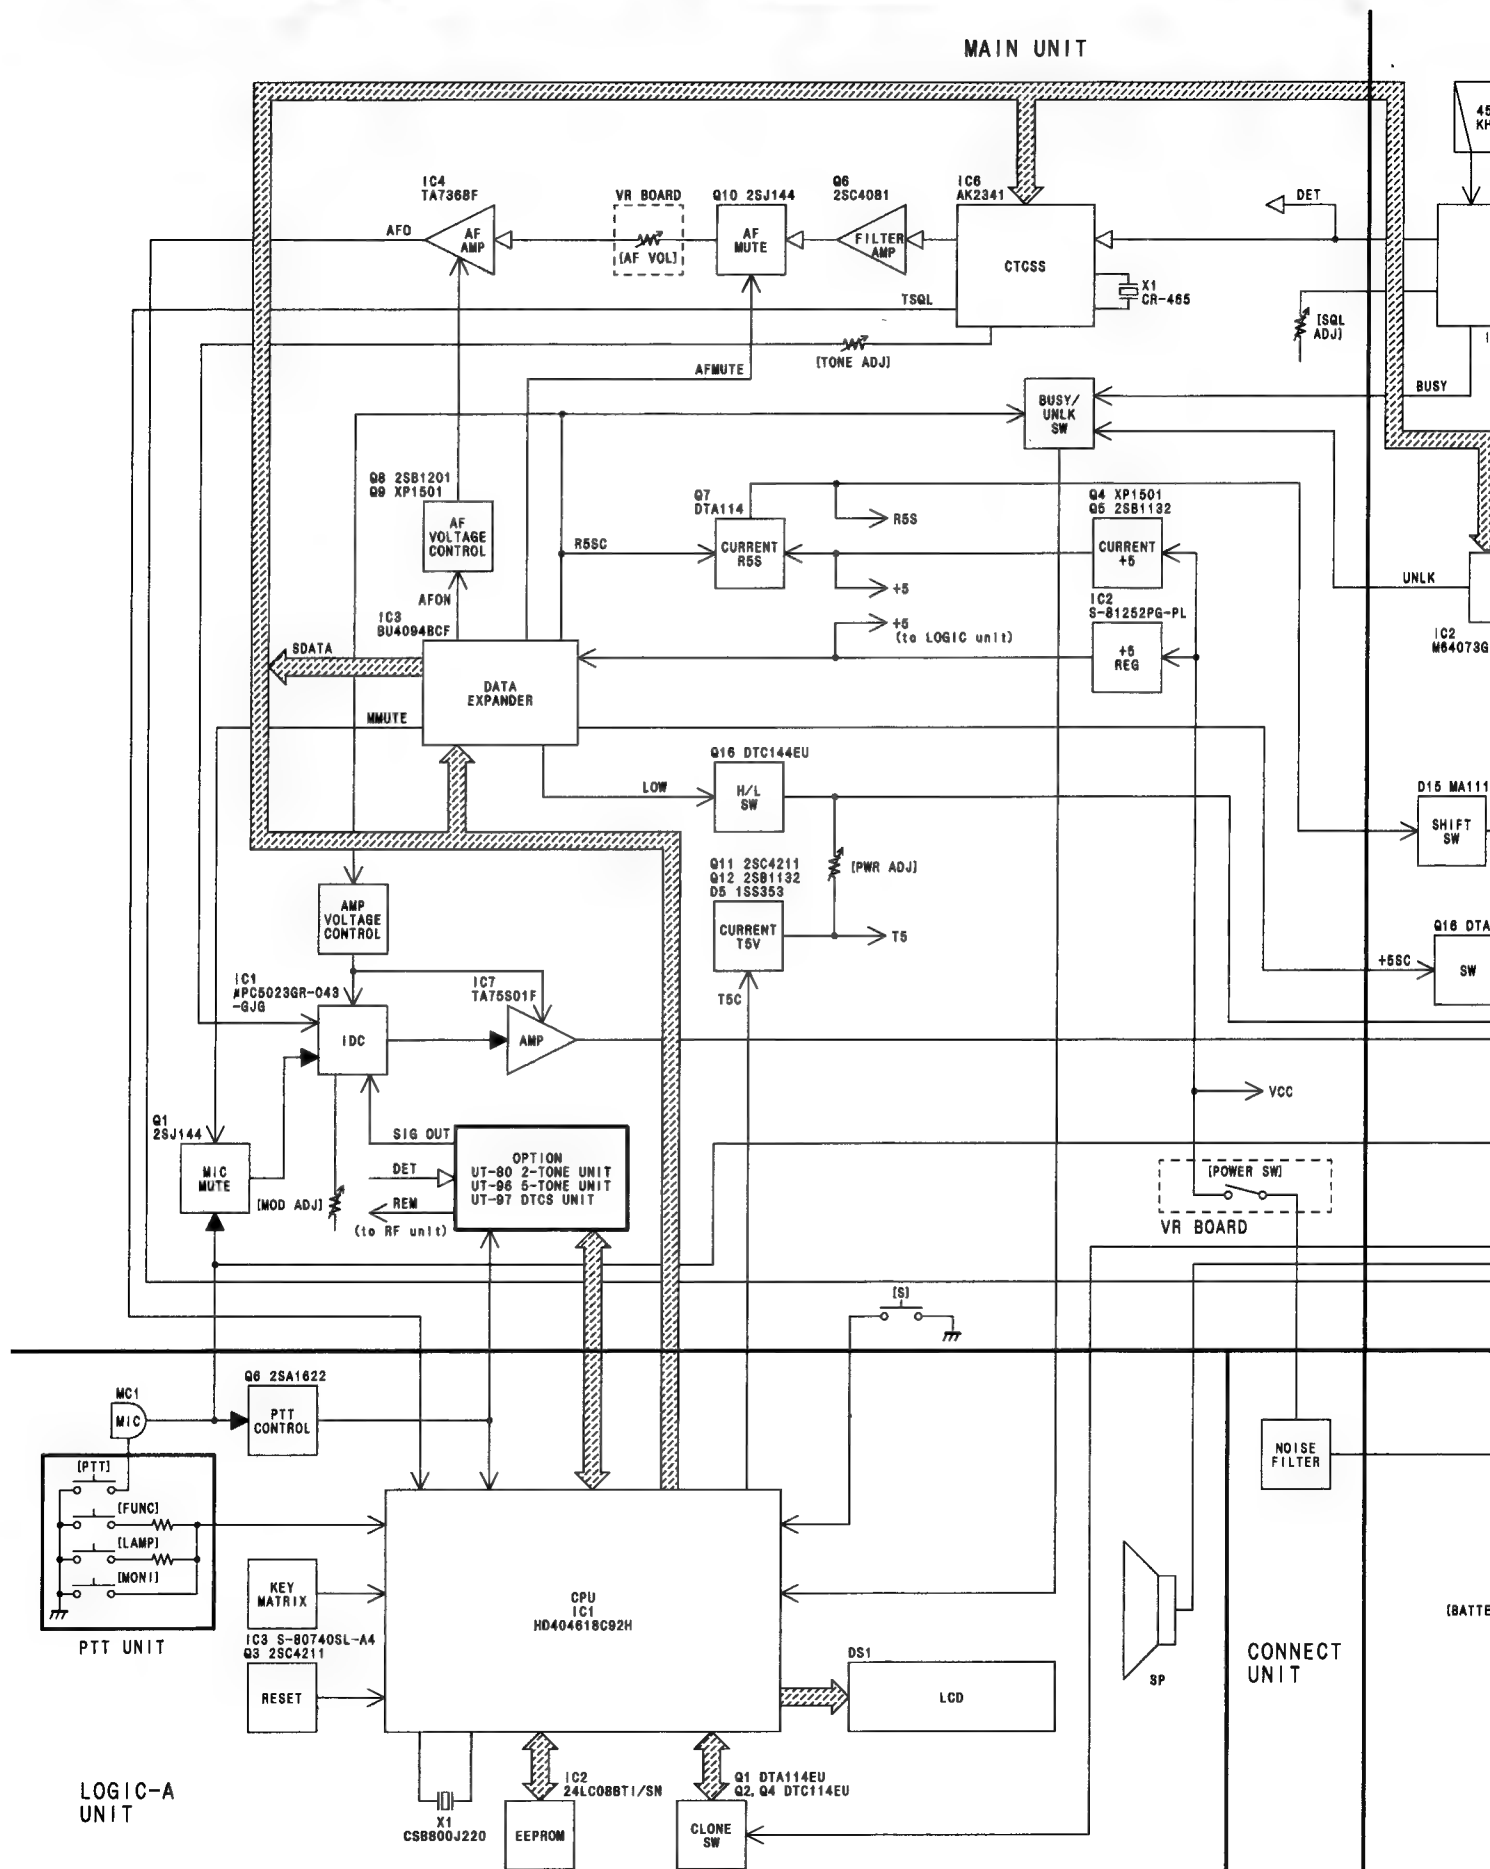 MAIN UNIT
45
KH
IC4
TA7368F
VR BOARD
Q10 2SJ144
Q6
2SC4081
IC6
AK2341
DET
AFO
AF
AMP
[AF VOL]
AF
MUTE
FILTER
AMP
CTCSS
X1
CR-465
TSQL
[SQL
ADJ]
[TONE ADJ]
AFMUTE
BUSY/
UNLK
SW
BUSY
Q8 2SB1201
Q9 XP1501
AF
VOLTAGE
CONTROL
Q7
DTA114
R5S
Q4 XP1501
Q5 2SB1132
R5SC
CURRENT
R5S
CURRENT
+5
AFON
+5
UNLK
IC3
BU4094BCF
IC2
S-81252PG-PL
+5
(to LOGIC unit)
IC2
M64073G
SDATA
DATA
EXPANDER
+5
REG
MMUTE
Q16 DTC144EU
LOW
H/L
SW
D15 MA111
SHIFT
SW
Q11 2SC4211
Q12 2SB1132
D5 1SS353
[PWR ADJ]
AMP
VOLTAGE
CONTROL
CURRENT
T5V
T5
Q16 DTA
+5SC
SW
IC1
μPC5023GR-043
-GJG
IC7
TA75S01F
T5C
IDC
AMP
VCC
Q1
2SJ144
SIG OUT
MIC
MUTE
[MOD ADJ]
DET
REM
(to RF unit)
OPTION
UT-80 2-TONE UNIT
UT-96 5-TONE UNIT
UT-97 DTCS UNIT
[POWER SW]
VR BOARD
[S]
Q6 2SA1622
MC1
MIC
PTT
CONTROL
[PTT]
[FUNC]
[LAMP]
[MONI]
NOISE
FILTER
KEY
MATRIX
CPU
IC1
HD404618C92H
[BATTE
PTT UNIT
IC3 S-80740SL-A4
Q3 2SC4211
RESET
DS1
LCD
SP
CONNECT
UNIT
LOGIC-A
UNIT
X1
CSB800J220
IC2
24LC08BTI/SN
EEPROM
Q1 DTA114EU
Q2, Q4 DTC114EU
CLONE
SW